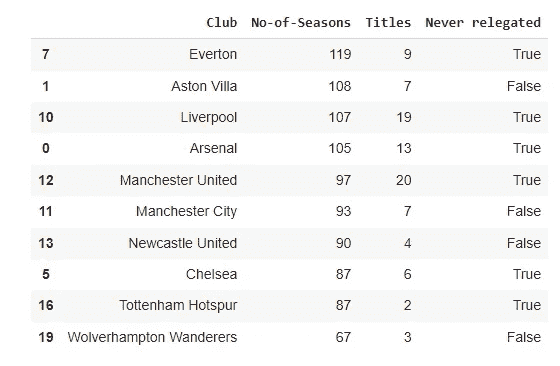 Club No-of-Seasons Titles Never relegated
7 Everton 119 9 True
1 Aston Villa 108 7 False
10 Liverpool 107 19 True
0 Arsenal 105 13 True
12 Manchester United 97 20 True
11 Manchester City 93 7 False
13 Newcastle United 90 4 False
5 Chelsea 87 6 True
16 Tottenham Hotspur 87 2 True
19 Wolverhampton Wanderers 67 3 False